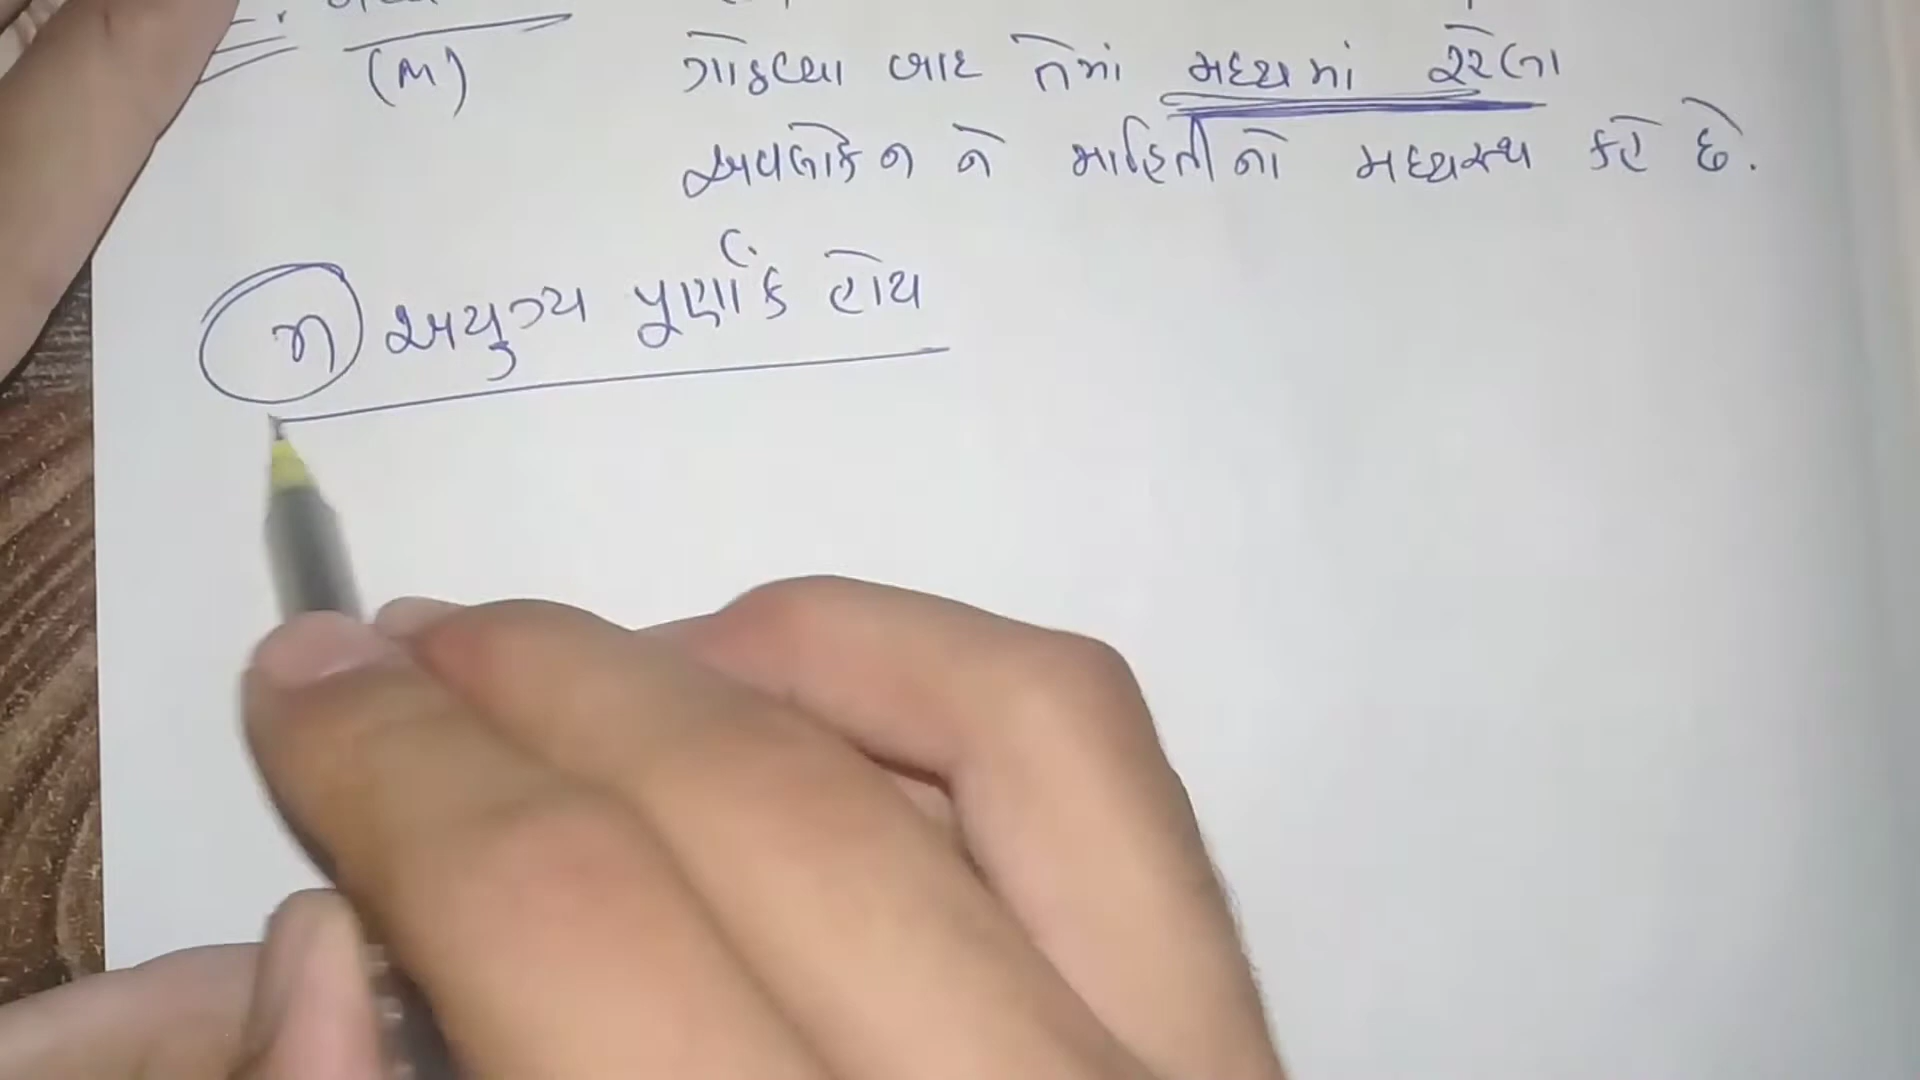 ગોઠવ્યા બાદ તેમાં મધ્યમાં રહેલા
(M)
અવલોકન ને માહિતીનો મધ્યસ્થ કહે છે.
n અયુગ્મ પૂર્ણાંક હોય